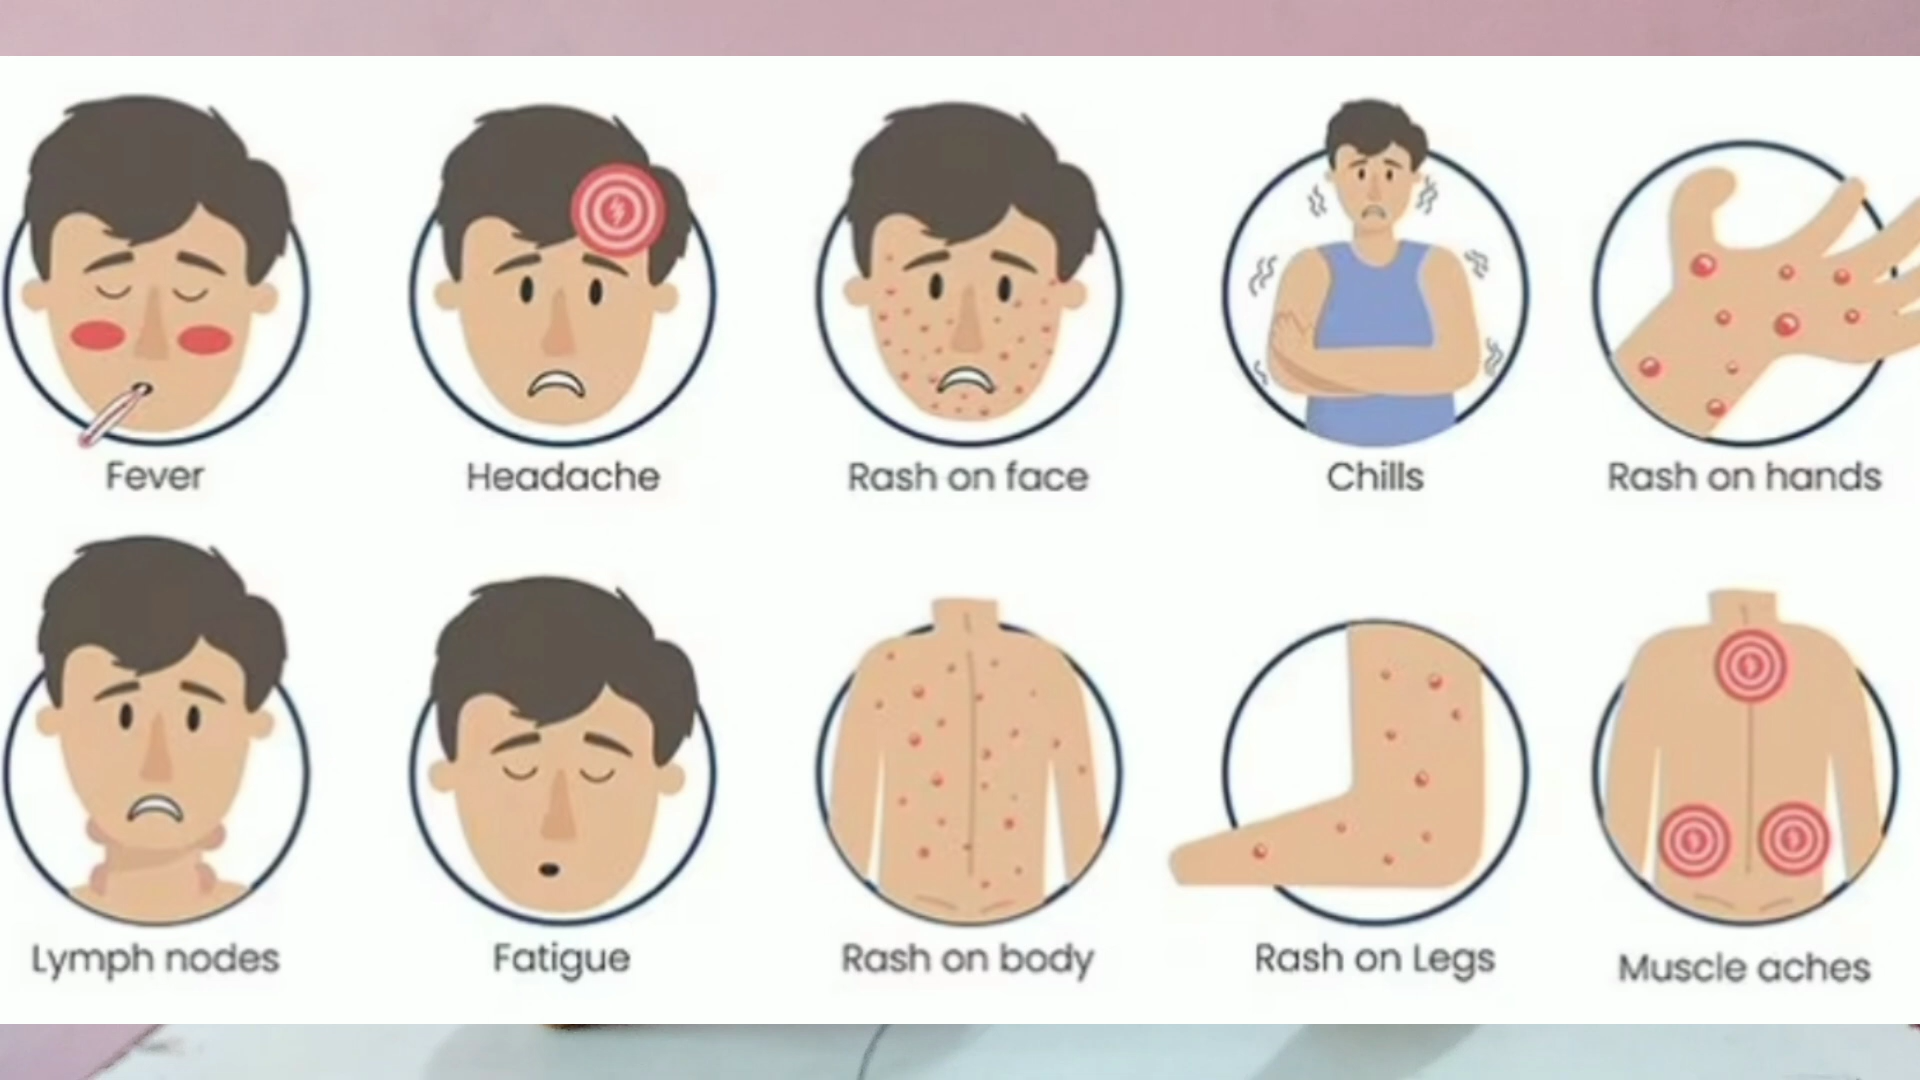 Fever
Headache
Rash on face
Chills
Rash on hands
Lymph nodes
Fatigue
Rash on body
Rash on Legs
Muscle aches